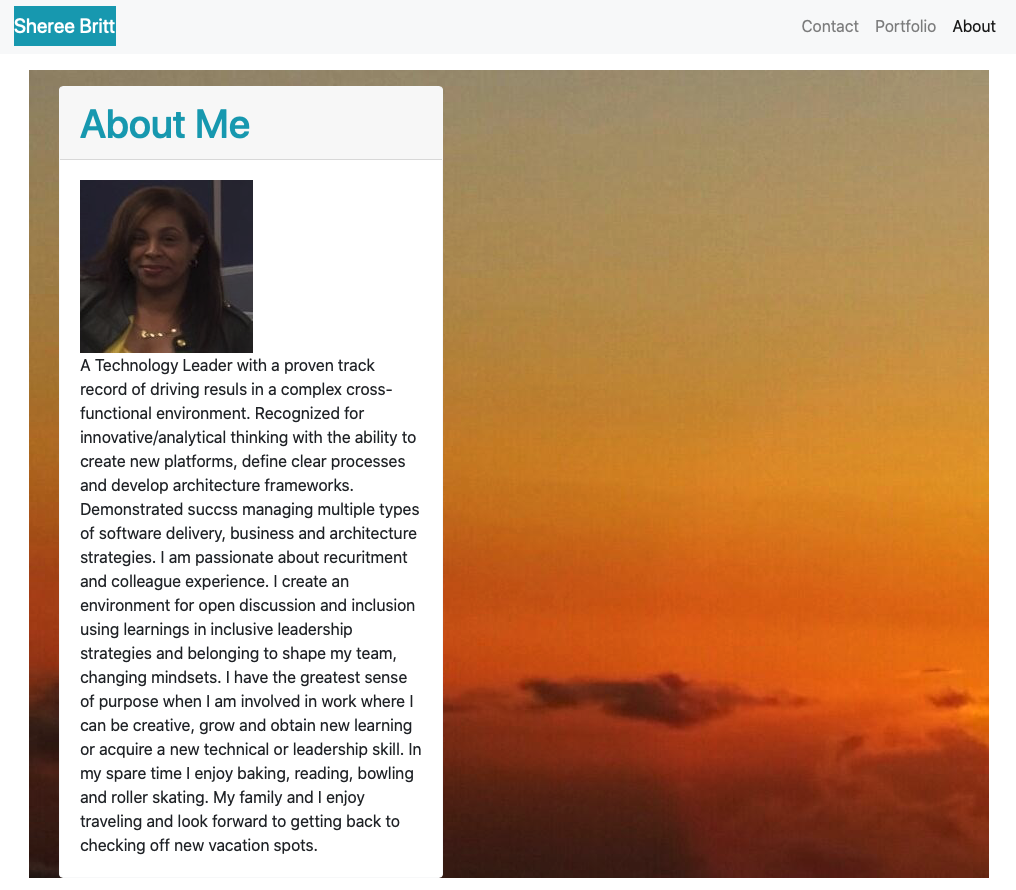 Sheree Britt
Contact Portfolio About
About Me
A Technology Leader with a proven track
record of driving resuls in a complex cross-
functional environment. Recognized for
innovative/analytical thinking with the ability to
create new platforms, define clear processes
and develop architecture frameworks.
Demonstrated succss managing multiple types
of software delivery, business and architecture
strategies. I am passionate about recuritment
and colleague experience. I create an
environment for open discussion and inclusion
using learnings in inclusive leadership
strategies and belonging to shape my team,
changing mindsets. I have the greatest sense
of purpose when I am involved in work where I
can be creative, grow and obtain new learning
or acquire a new technical or leadership skill. In
my spare time I enjoy baking, reading, bowling
and roller skating. My family and I enjoy
traveling and look forward to getting back to
checking off new vacation spots.